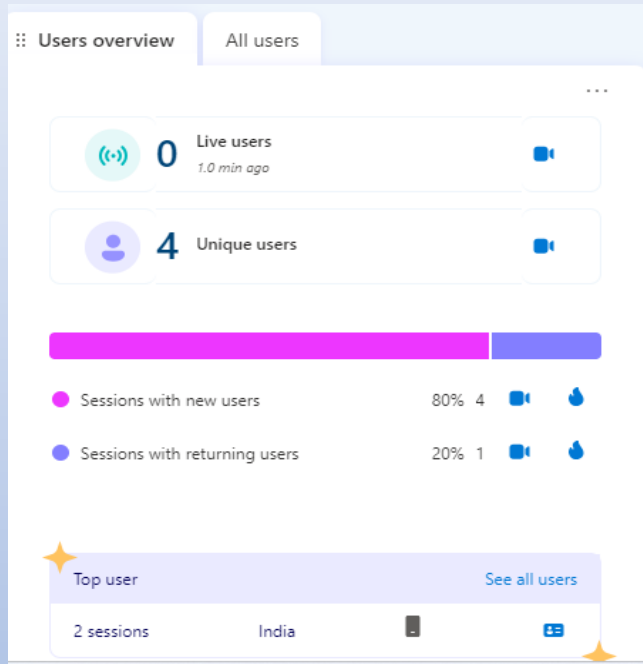 Users overview All users
0 Live users
1.0 min ago
4 Unique users
Sessions with new users 80% 4
Sessions with returning users 20% 1
Top user See all users
2 sessions India